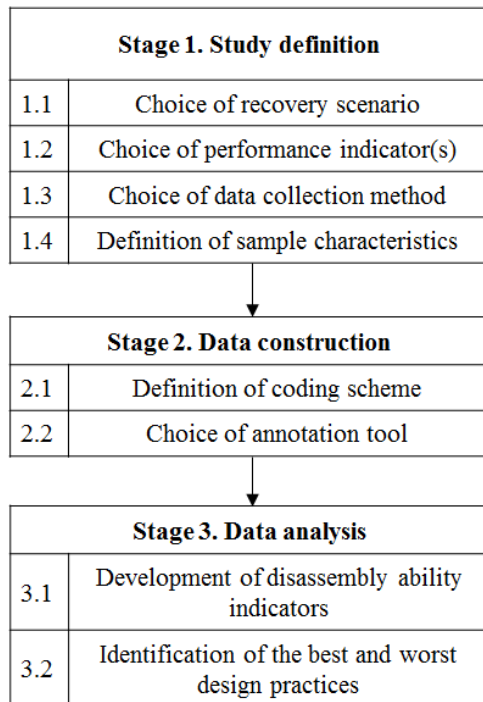 Stage 1. Study definition
1.1 Choice of recovery scenario
1.2 Choice of performance indicator(s)
1.3 Choice of data collection method
1.4 Definition of sample characteristics
Stage 2. Data construction
2.1 Definition of coding scheme
2.2 Choice of annotation tool
Stage 3. Data analysis
3.1 Development of disassembly ability
indicators
3.2 Identification of the best and worst
design practices